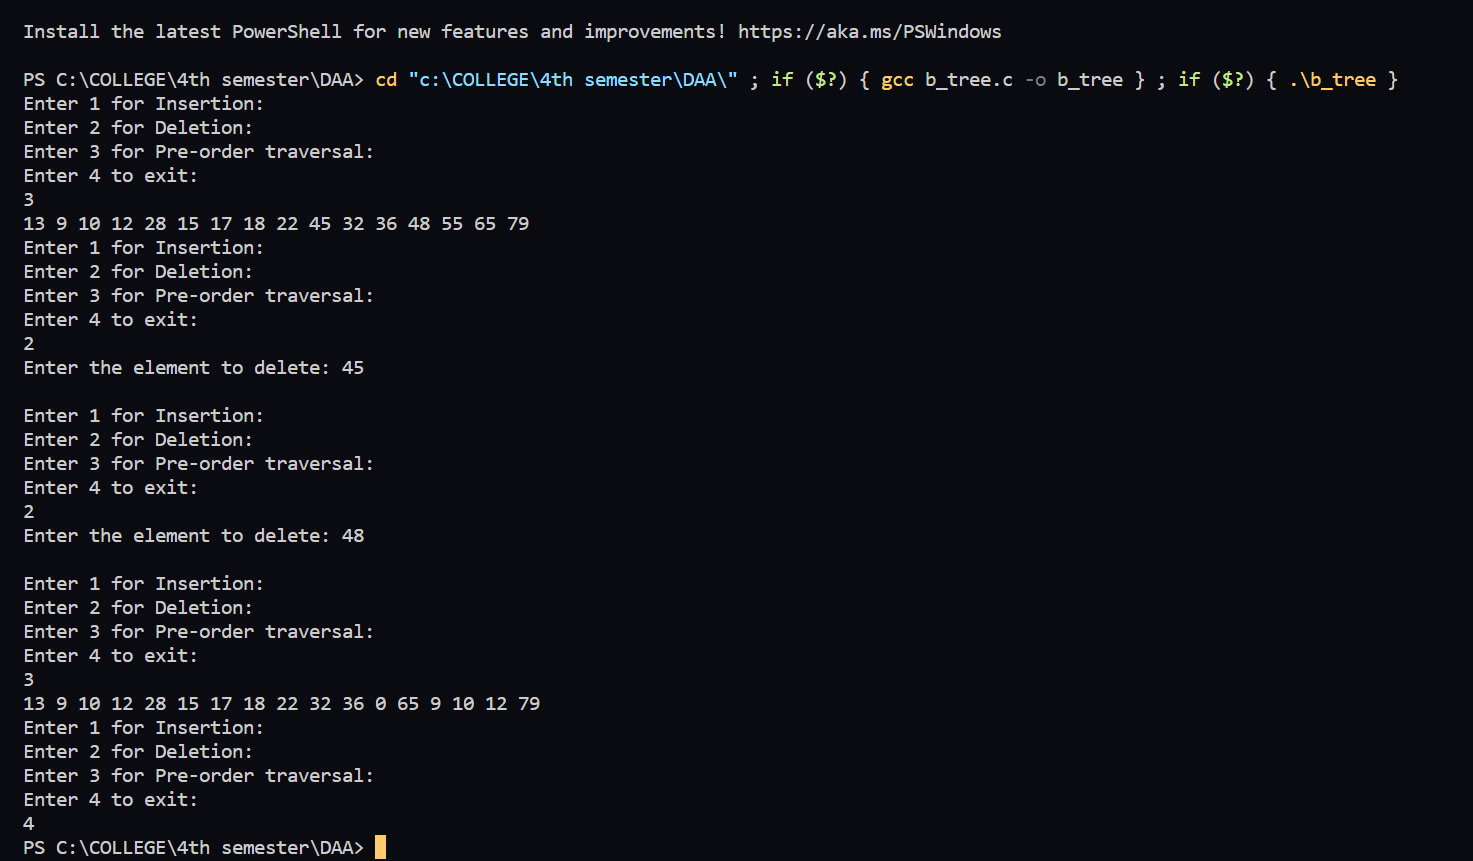 Install the latest PowerShell for new features and improvements! https://aka.ms/PSWindows
PS C:\COLLEGE\4th semester\DAA> cd "c:\COLLEGE\4th semester\DAA\" ; if ($?) { gcc b_tree.c -o b_tree } ; if ($?) { .\b_tree }
Enter 1 for Insertion:
Enter 2 for Deletion:
Enter 3 for Pre-order traversal:
Enter 4 to exit:
3
13 9 10 12 28 15 17 18 22 45 32 36 48 55 65 79
Enter 1 for Insertion:
Enter 2 for Deletion:
Enter 3 for Pre-order traversal:
Enter 4 to exit:
2
Enter the element to delete: 45
Enter 1 for Insertion:
Enter 2 for Deletion:
Enter 3 for Pre-order traversal:
Enter 4 to exit:
2
Enter the element to delete: 48
Enter 1 for Insertion:
Enter 2 for Deletion:
Enter 3 for Pre-order traversal:
Enter 4 to exit:
3
13 9 10 12 28 15 17 18 22 32 36 0 65 9 10 12 79
Enter 1 for Insertion:
Enter 2 for Deletion:
Enter 3 for Pre-order traversal:
Enter 4 to exit:
4
PS C:\COLLEGE\4th semester\DAA>